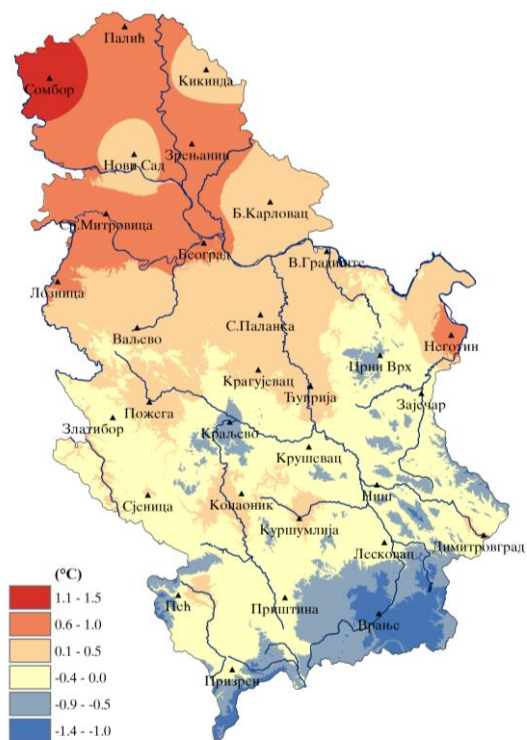 Палић
Кикинда
Сомбор
Нови Сад
Зрењанин
Б.Карловац
Ср.Митровица
Београд
В.Градиште
Лозница
С.Паланка
Ваљево
Неготин
Црни Врх
Крагујевац
Ћуприја
Зајечар
Пожега
Златибор
Краљево
Крушевац
Ниш
Копаоник
Сјеница
Куршумлија
Димитровград
Лесковац
Пећ
Приштина
Врање
Призрен
(°C)
1.1 - 1.5
0.6 - 1.0
0.1 - 0.5
-0.4 - 0.0
-0.9 - -0.5
-1.4 - -1.0